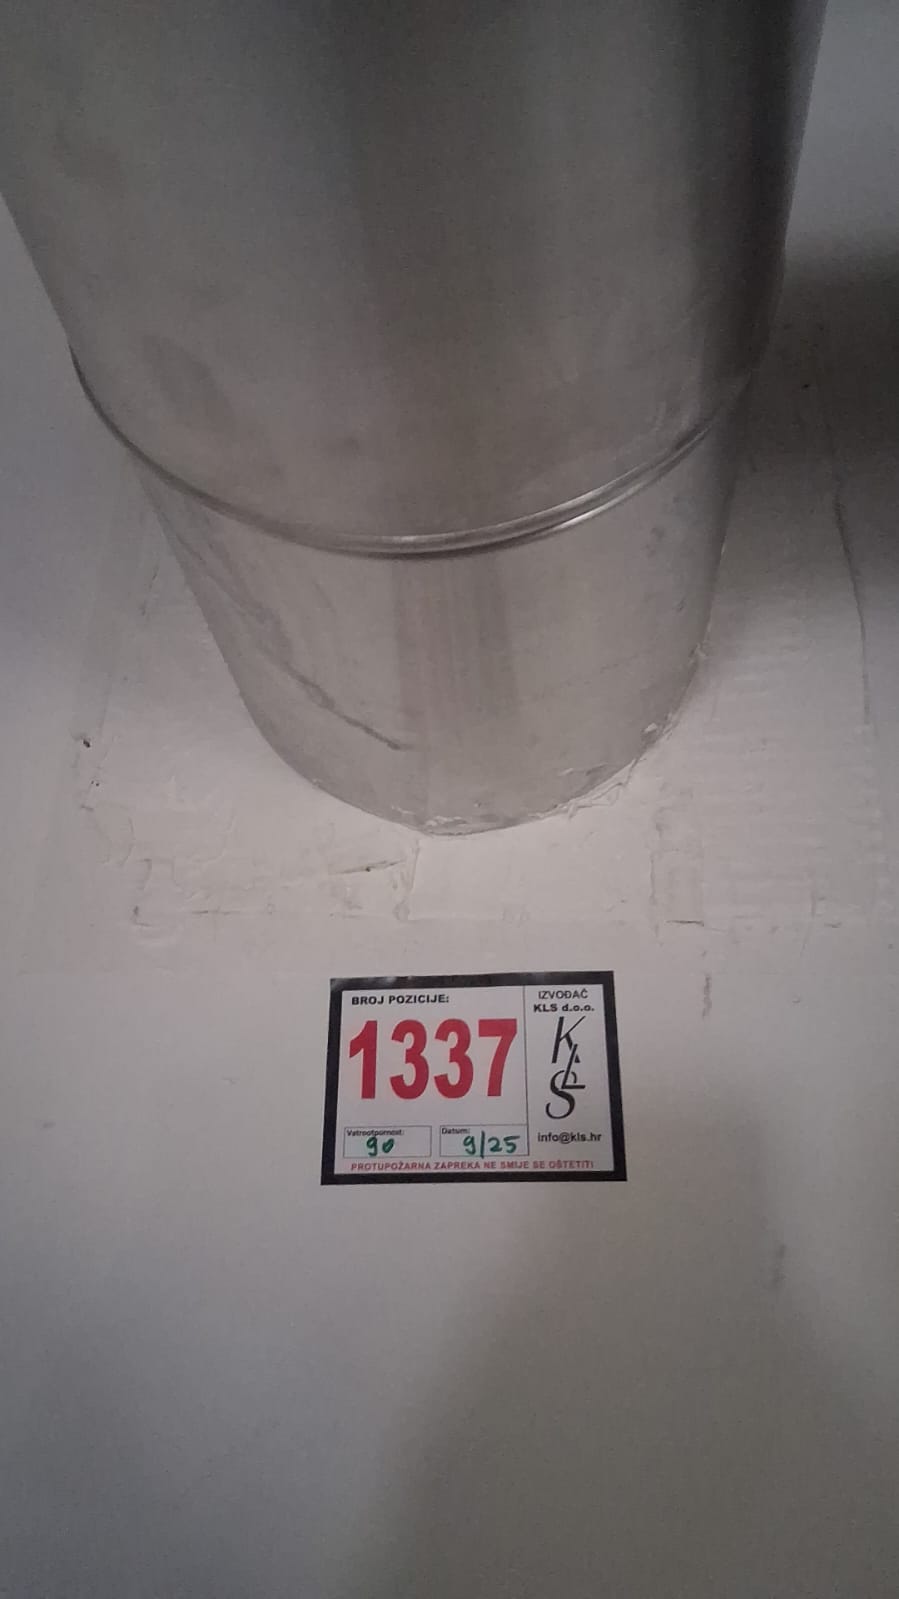 BROJ POZICIJE:
1337
Vatrootpornost:
90
Datum:
9/25
IZVOĐAČ
KLS d.o.o.
KLS
info@kls.hr
PROTUPOŽARNA ZAPREKA NE SMIJE SE OŠTETITI